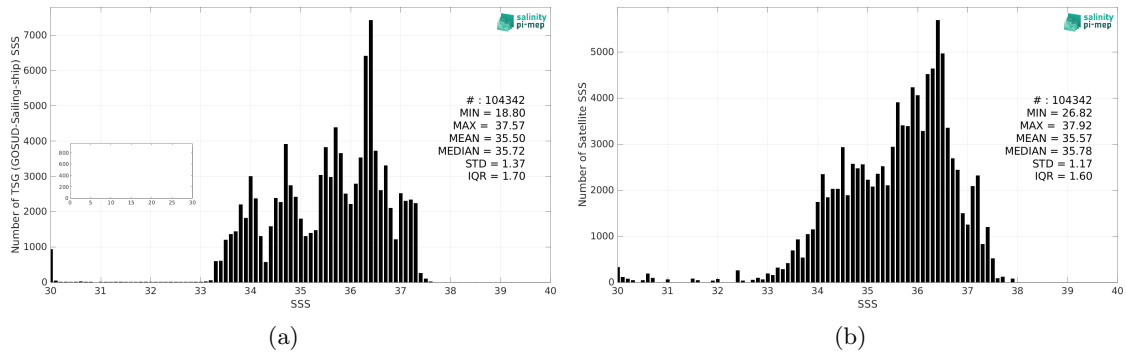 salinity
pi-mep
Number of TSG (GOSUD-Sailing-ship) SSS
7000
6000
5000
4000
3000
2000
1000
0
# : 104342
MIN = 18.80
MAX = 37.57
MEAN = 35.50
MEDIAN = 35.72
STD = 1.37
IQR = 1.70
8000
6000
4000
2000
0
0 5 10 15 20 25 30
30 31 32 33 34 35 36 37 38 39 40
SSS
(a)
salinity
pi-mep
Number of Satellite SSS
5000
4000
3000
2000
1000
0
# : 104342
MIN = 26.82
MAX = 37.92
MEAN = 35.57
MEDIAN = 35.78
STD = 1.17
IQR = 1.60
30 31 32 33 34 35 36 37 38 39 40
SSS
(b)